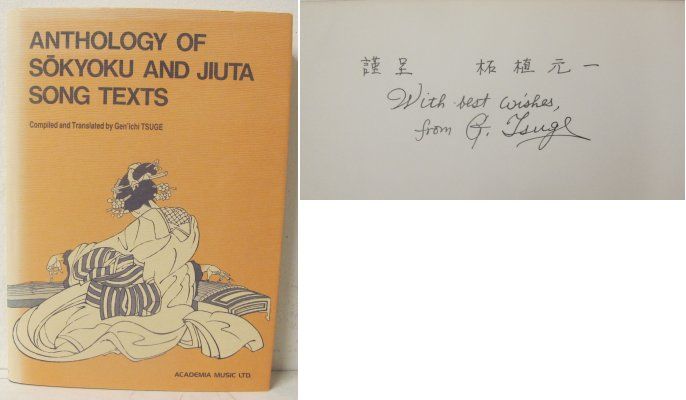 ANTHOLOGY OF
SŌKYOKU AND JIUTA
SONG TEXTS
Compiled and Translated by Gen'ichi TSUGE
ACADEMIA MUSIC LTD.
謹呈 柘植元一
With best wishes,
from G. Tsuge